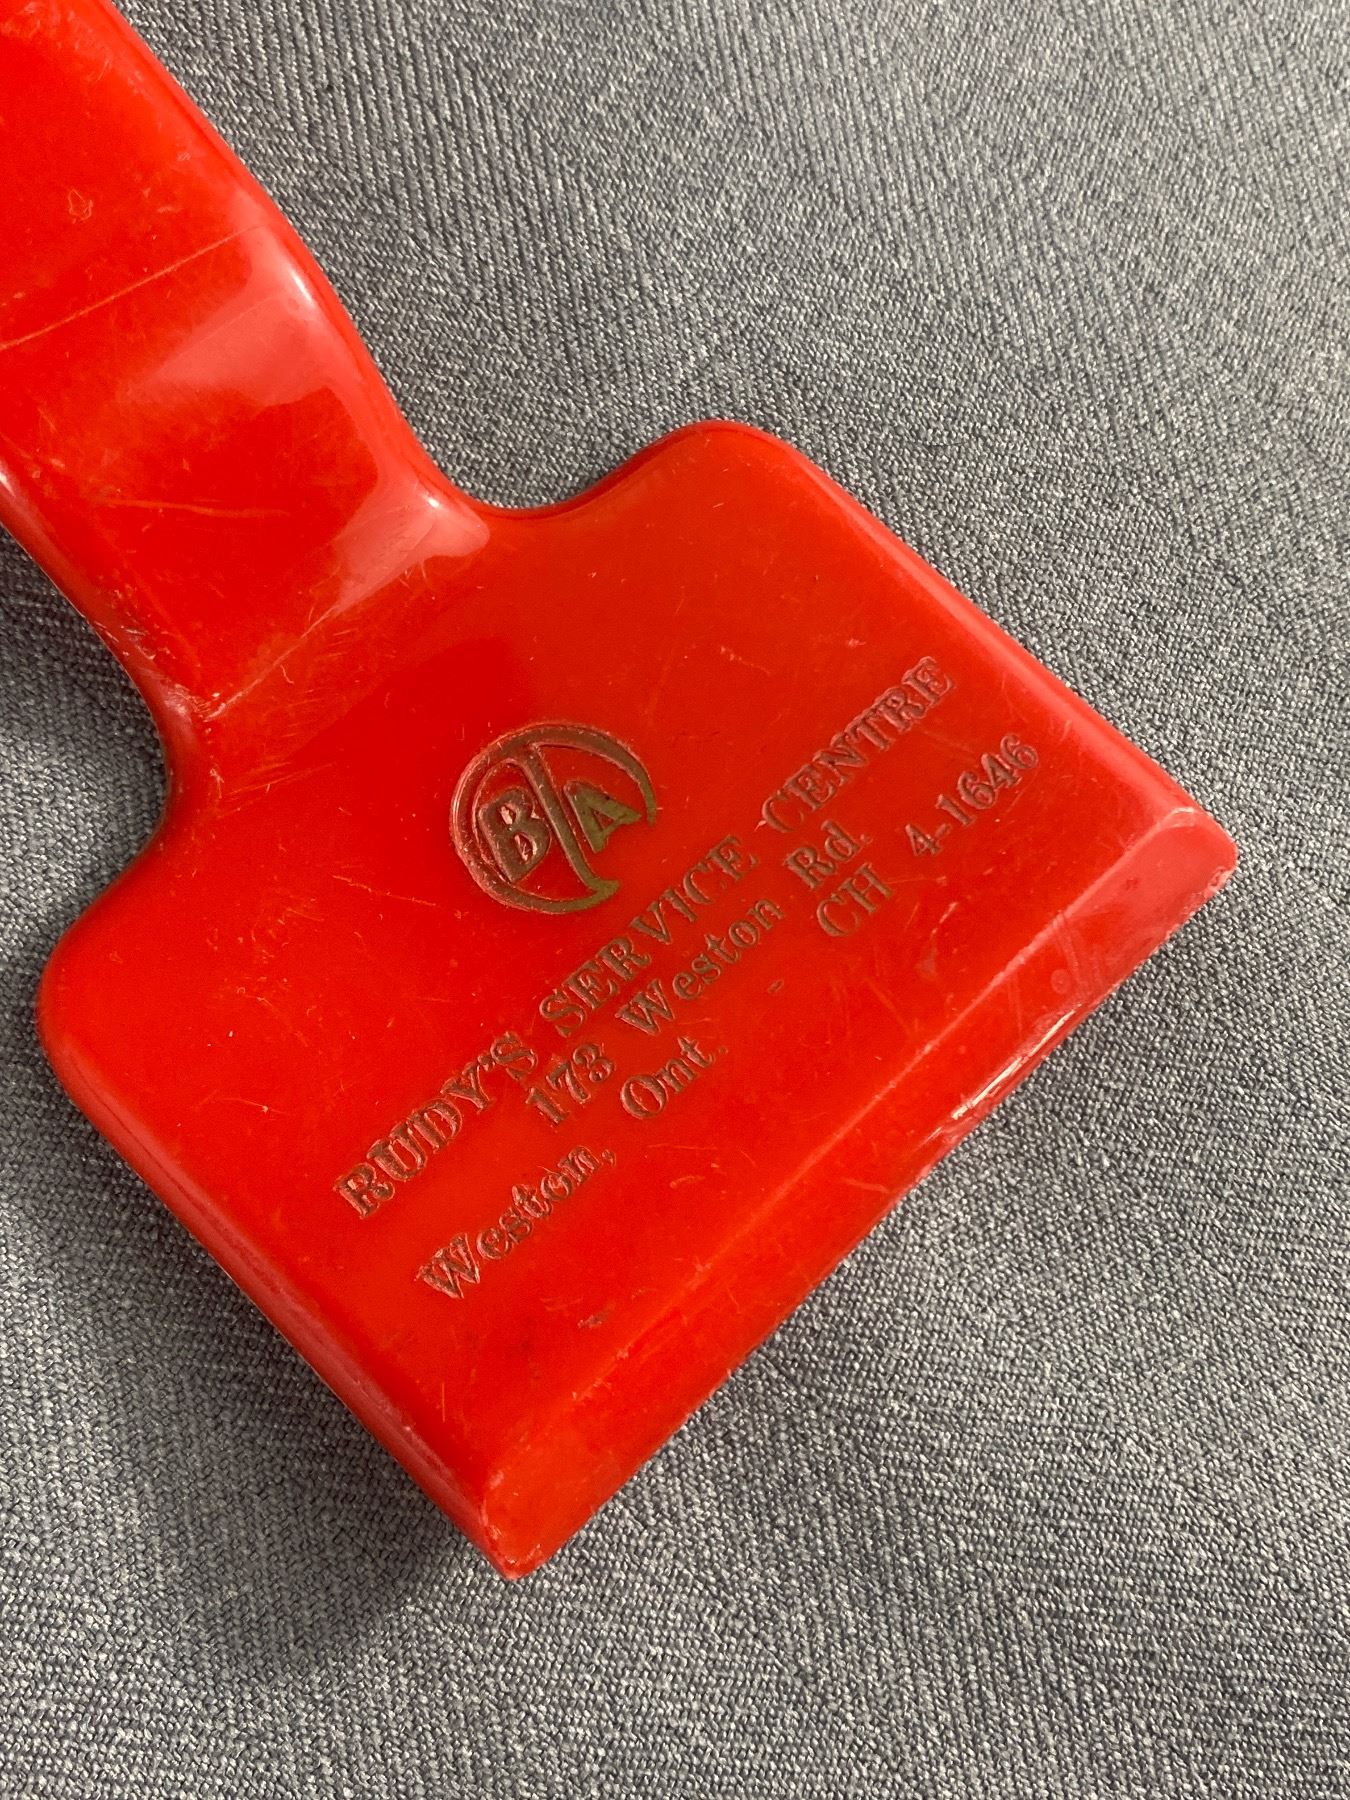 BA
RUDY'S SERVICE CENTRE
173 Weston Rd.
Weston, Ont. CH 4-1646